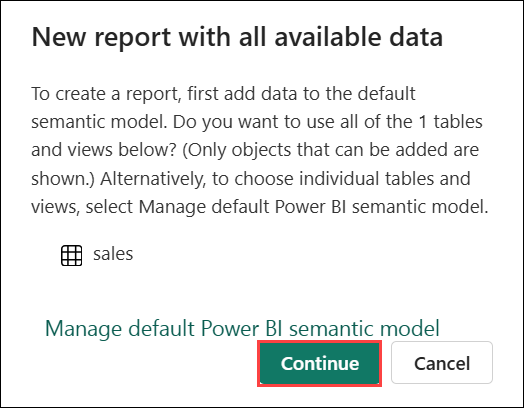 New report with all available data
To create a report, first add data to the default
semantic model. Do you want to use all of the 1 tables
and views below? (Only objects that can be added are
shown.) Alternatively, to choose individual tables and
views, select Manage default Power BI semantic model.
sales
Manage default Power BI semantic model
Continue
Cancel